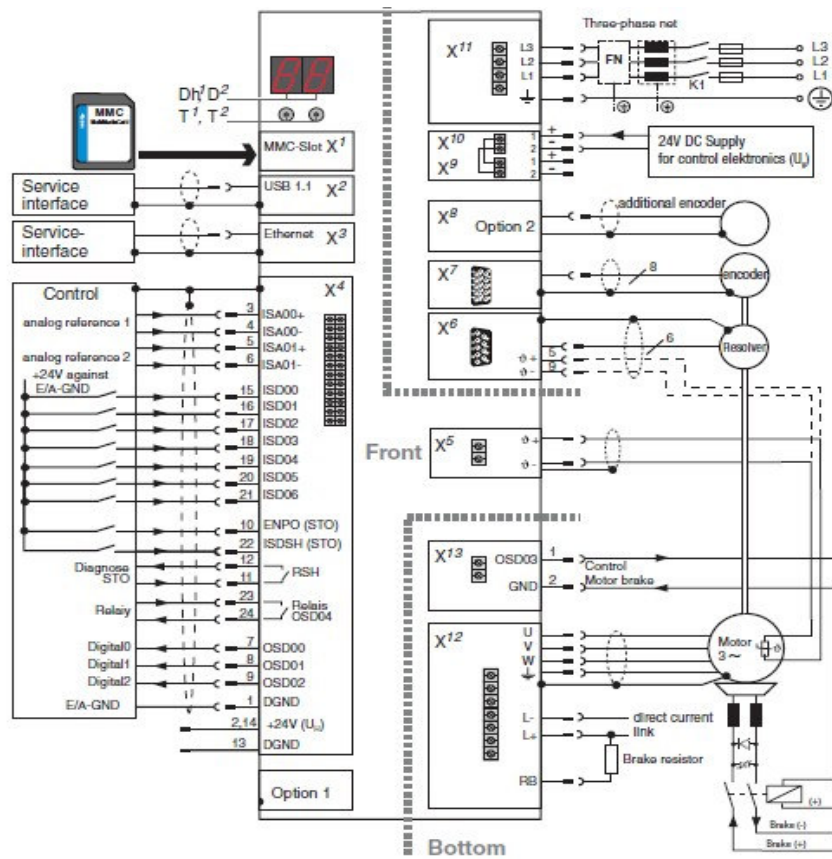 Dh¹D²
T¹, T²
MMC
MMC-Slot X¹
Service
interface
USB 1.1 X²
Service-
interface
Ethernet X³
Control
X⁴
analog reference 1
3 ISA00+
4 ISA00-
analog reference 2
5 ISA01+
6 ISA01-
+24V against
E/A-GND
15 ISD00
16 ISD01
17 ISD02
18 ISD03
19 ISD04
20 ISD05
21 ISD06
10 ENPO (STO)
22 ISDSH (STO)
Diagnose
STO
12
11
RSH
Relaiy
23
24
Relais
OSD04
Digital0 7 OSD00
Digital1 8 OSD01
Digital2 9 OSD02
E/A-GND 1 DGND
2,14 +24V
13 DGND
Option 1
Front
Bottom
X¹¹
L3
L2
L1
Three-phase net
FN
K1
L3
L2
L1
X¹⁰
X⁹
1 +
2 -
1 +
2 -
24V DC Supply
for control elektronics
X⁸ Option 2
additional encoder
X⁷
8
encoder
X⁶
6
Resolver
ϑ+ 5
ϑ- 9
X⁵
ϑ+
ϑ-
X¹³
OSD03 1
GND 2
Control
Motor brake
X¹²
U
V
W
Motor
3~
ϑ
L-
L+
direct current
link
Brake resistor
RB
(+)
Brake (-)
Brake (+)